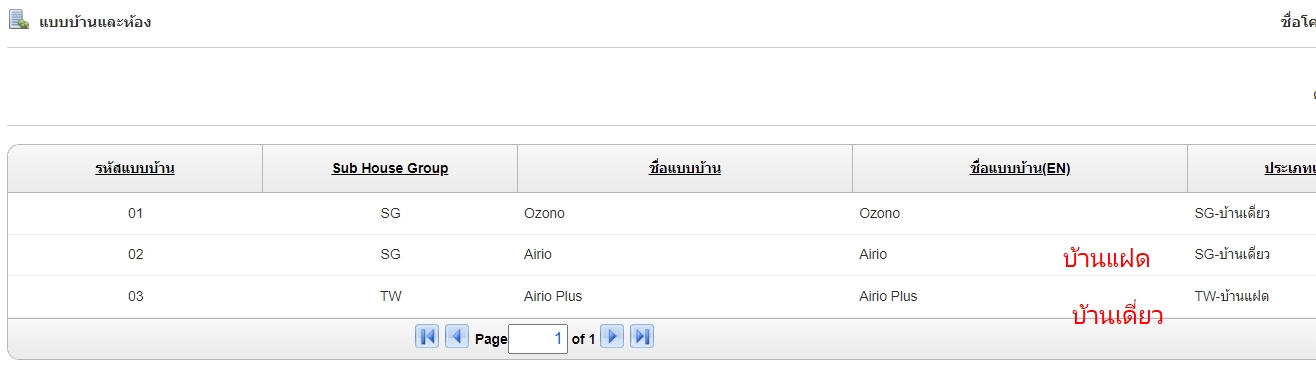 แบบบ้านและห้อง ชื่อโค
รหัสแบบบ้าน Sub House Group ชื่อแบบบ้าน ชื่อแบบบ้าน(EN) ประเภท
01 SG Ozono Ozono SG-บ้านเดี่ยว
02 SG Airio Airio บ้านแฝด SG-บ้านเดี่ยว
03 TW Airio Plus Airio Plus TW-บ้านแฝด
บ้านเดี่ยว
Page 1 of 1